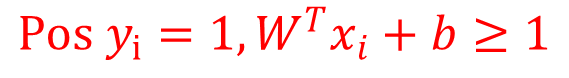 Pos yᵢ = 1, Wᵀxᵢ + b ≥ 1